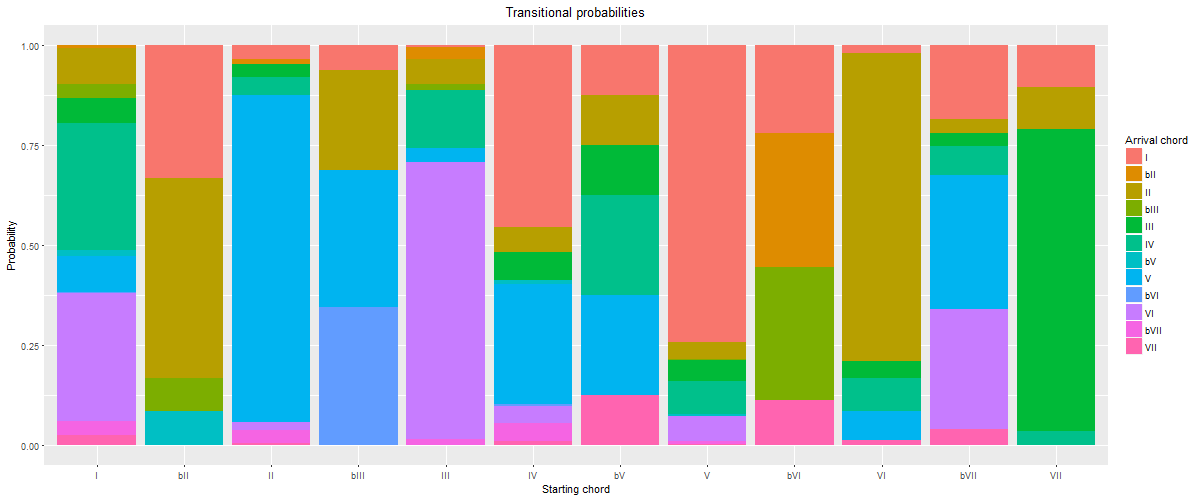 Transitional probabilities
1.00
0.75
0.50
0.25
0.00
Probability
I bII II bIII III IV bV V bVI VI bVII VII
Starting chord
Arrival chord
I
bII
II
bIII
III
IV
bV
V
bVI
VI
bVII
VII